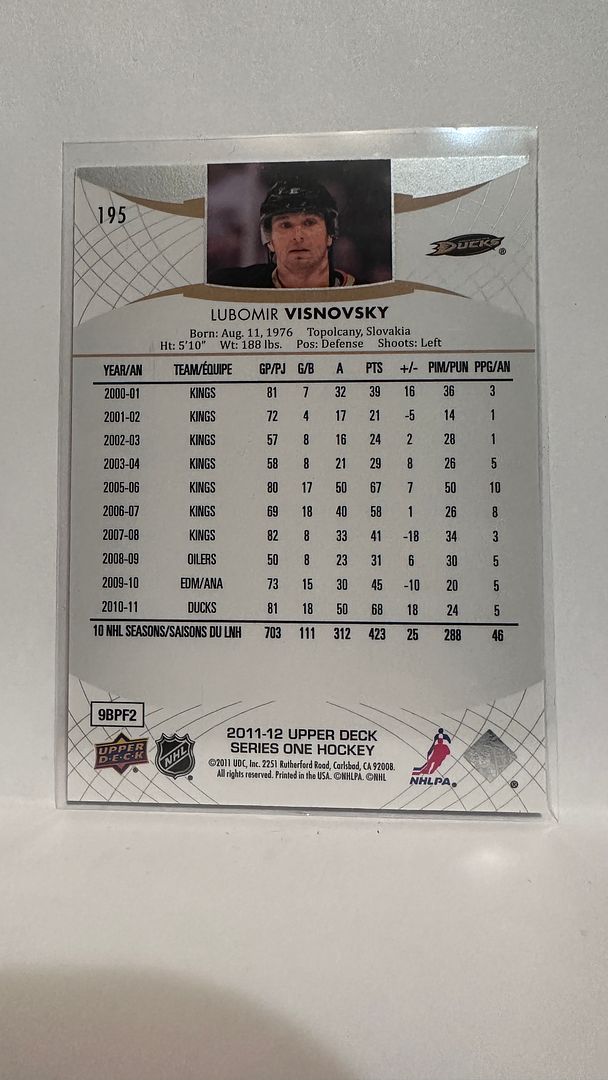 195
DUCKS®
LUBOMIR VISNOVSKY
Born: Aug. 11, 1976 Topolcany, Slovakia
Ht: 5'10" Wt: 188 lbs. Pos: Defense Shoots: Left
YEAR/AN TEAM/ÉQUIPE GP/PJ G/B A PTS +/- PIM/PUN PPG/AN
2000-01 KINGS 81 7 32 39 16 36 3
2001-02 KINGS 72 4 17 21 -5 14 1
2002-03 KINGS 57 8 16 24 2 28 1
2003-04 KINGS 58 8 21 29 8 26 5
2005-06 KINGS 80 17 50 67 7 50 10
2006-07 KINGS 69 18 40 58 1 26 8
2007-08 KINGS 82 8 33 41 -18 34 3
2008-09 OILERS 50 8 23 31 6 30 5
2009-10 EDM/ANA 73 15 30 45 -10 20 5
2010-11 DUCKS 81 18 50 68 18 24 5
10 NHL SEASONS/SAISONS DU LNH 703 111 312 423 25 288 46
9BPF2
UPPER DECK®
NHL®
2011-12 UPPER DECK
SERIES ONE HOCKEY
©2011 UDC, Inc. 2251 Rutherford Road, Carlsbad, CA 92008.
All rights reserved. Printed in the USA. ©NHLPA. ©NHL
NHLPA®
®